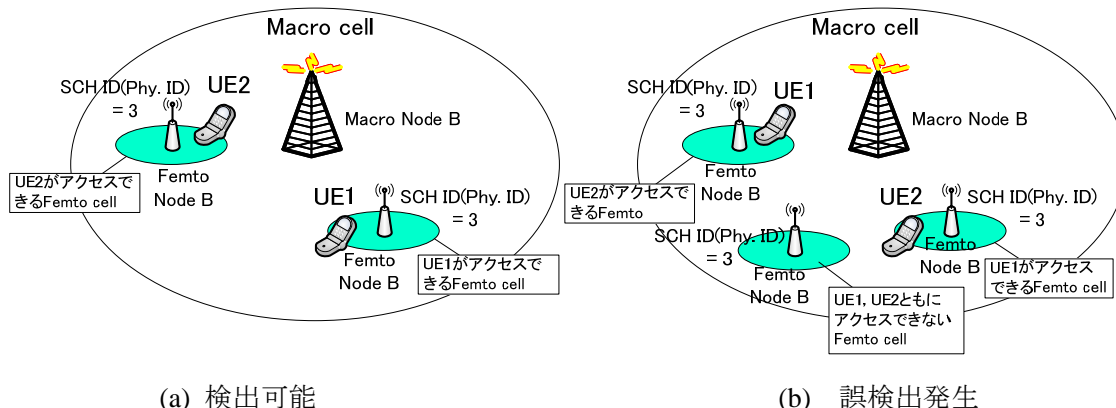 Macro cell
SCH ID(Phy. ID)
= 3
UE2
Macro Node B
Femto
Node B
UE2がアクセスで
きるFemto cell
UE1
SCH ID(Phy. ID)
= 3
Femto
Node B
UE1がアクセスで
きるFemto cell
(a) 検出可能
Macro cell
SCH ID(Phy. ID)
= 3
UE1
Macro Node B
Femto
Node B
UE2がアクセスで
きるFemto
SCH ID(Phy. ID)
= 3
Femto
Node B
UE2
SCH ID(Phy. ID)
= 3
Femto
Node B
UE1がアクセス
できるFemto cell
UE1, UE2ともに
アクセスできない
Femto cell
(b) 誤検出発生